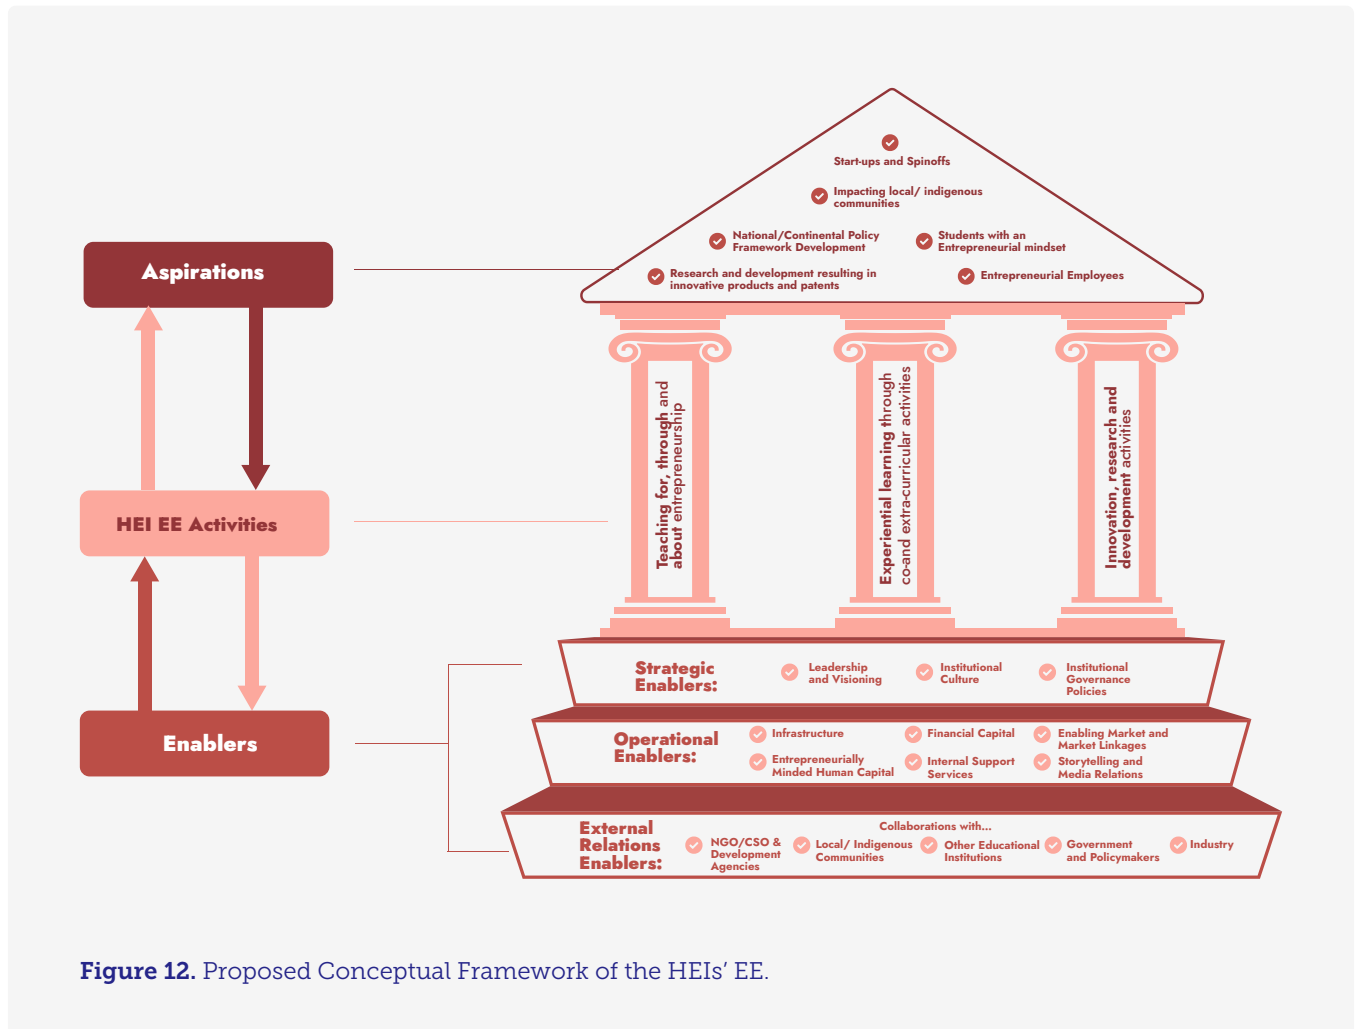 Start-ups and Spinoffs
Impacting local/ indigenous
communities
National/Continental Policy
Framework Development
Students with an
Entrepreneurial mindset
Research and development resulting in
innovative products and patents
Entrepreneurial Employees
Aspirations
HEI EE Activities
Enablers
Teaching for, through and
about entrepreneurship
Experiential learning through
co-and extra-curricular activities
Innovation, research and
development activities
Strategic
Enablers:
Leadership
and Visioning
Institutional
Culture
Institutional
Governance
Policies
Operational
Enablers:
Infrastructure
Financial Capital
Enabling Market and
Market Linkages
Entrepreneurially
Minded Human Capital
Internal Support
Services
Storytelling and
Media Relations
External
Relations
Enablers:
Collaborations with...
NGO/CSO &
Development
Agencies
Local/ Indigenous
Communities
Other Educational
Institutions
Government
and Policymakers
Industry
Figure 12. Proposed Conceptual Framework of the HEIs’ EE.